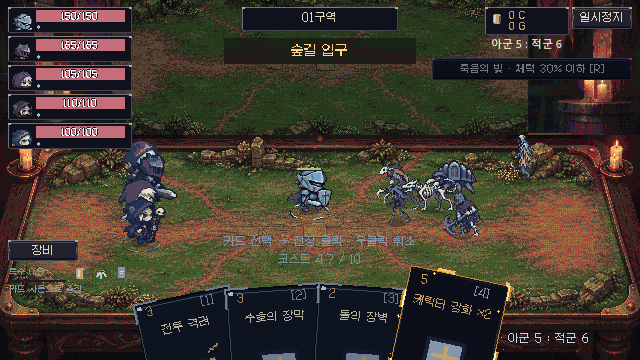 150/150
165/165
105/105
110/110
100/100
01구역
숲길 입구
0 C
0 G
일시정지
아군 5 : 적군 6
죽음의 빚 · 체력 30% 이하 [R]
장비
카드 선택 → 전장 클릭 · 우클릭 취소
코스트 4.7 / 10
3 [1]
전투 격려
3 [2]
수호의 장막
2 [3]
돌의 장벽
5 [4]
캐릭터 강화 ×2
아군 5 : 적군 6